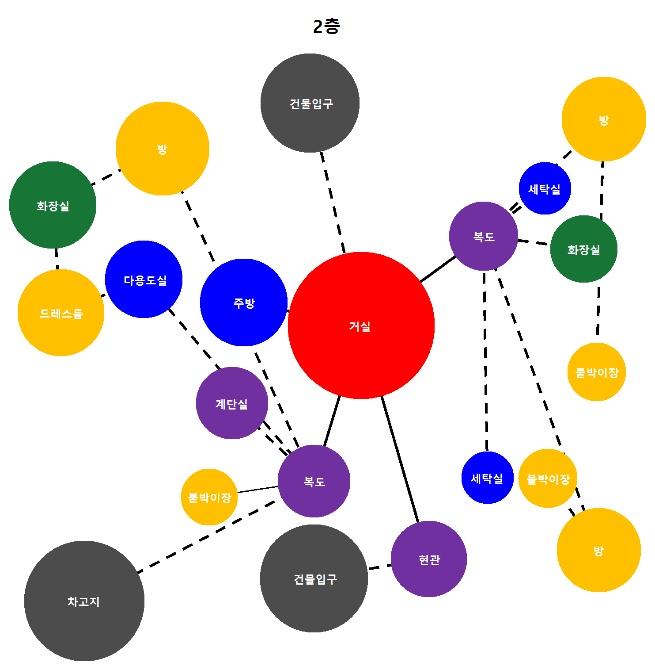 2층
건물입구
방
방
세탁실
화장실
복도
화장실
다용도실
주방
드레스룸
거실
붙박이장
계단실
복도
세탁실
붙박이장
붙박이장
방
현관
건물입구
차고지